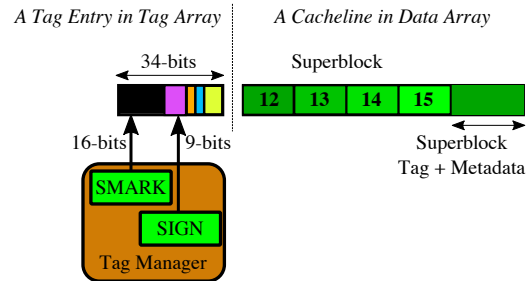 A Tag Entry in Tag Array
A Cacheline in Data Array
34-bits
Superblock
12 13 14 15
16-bits
9-bits
Superblock
Tag + Metadata
SMARK
SIGN
Tag Manager